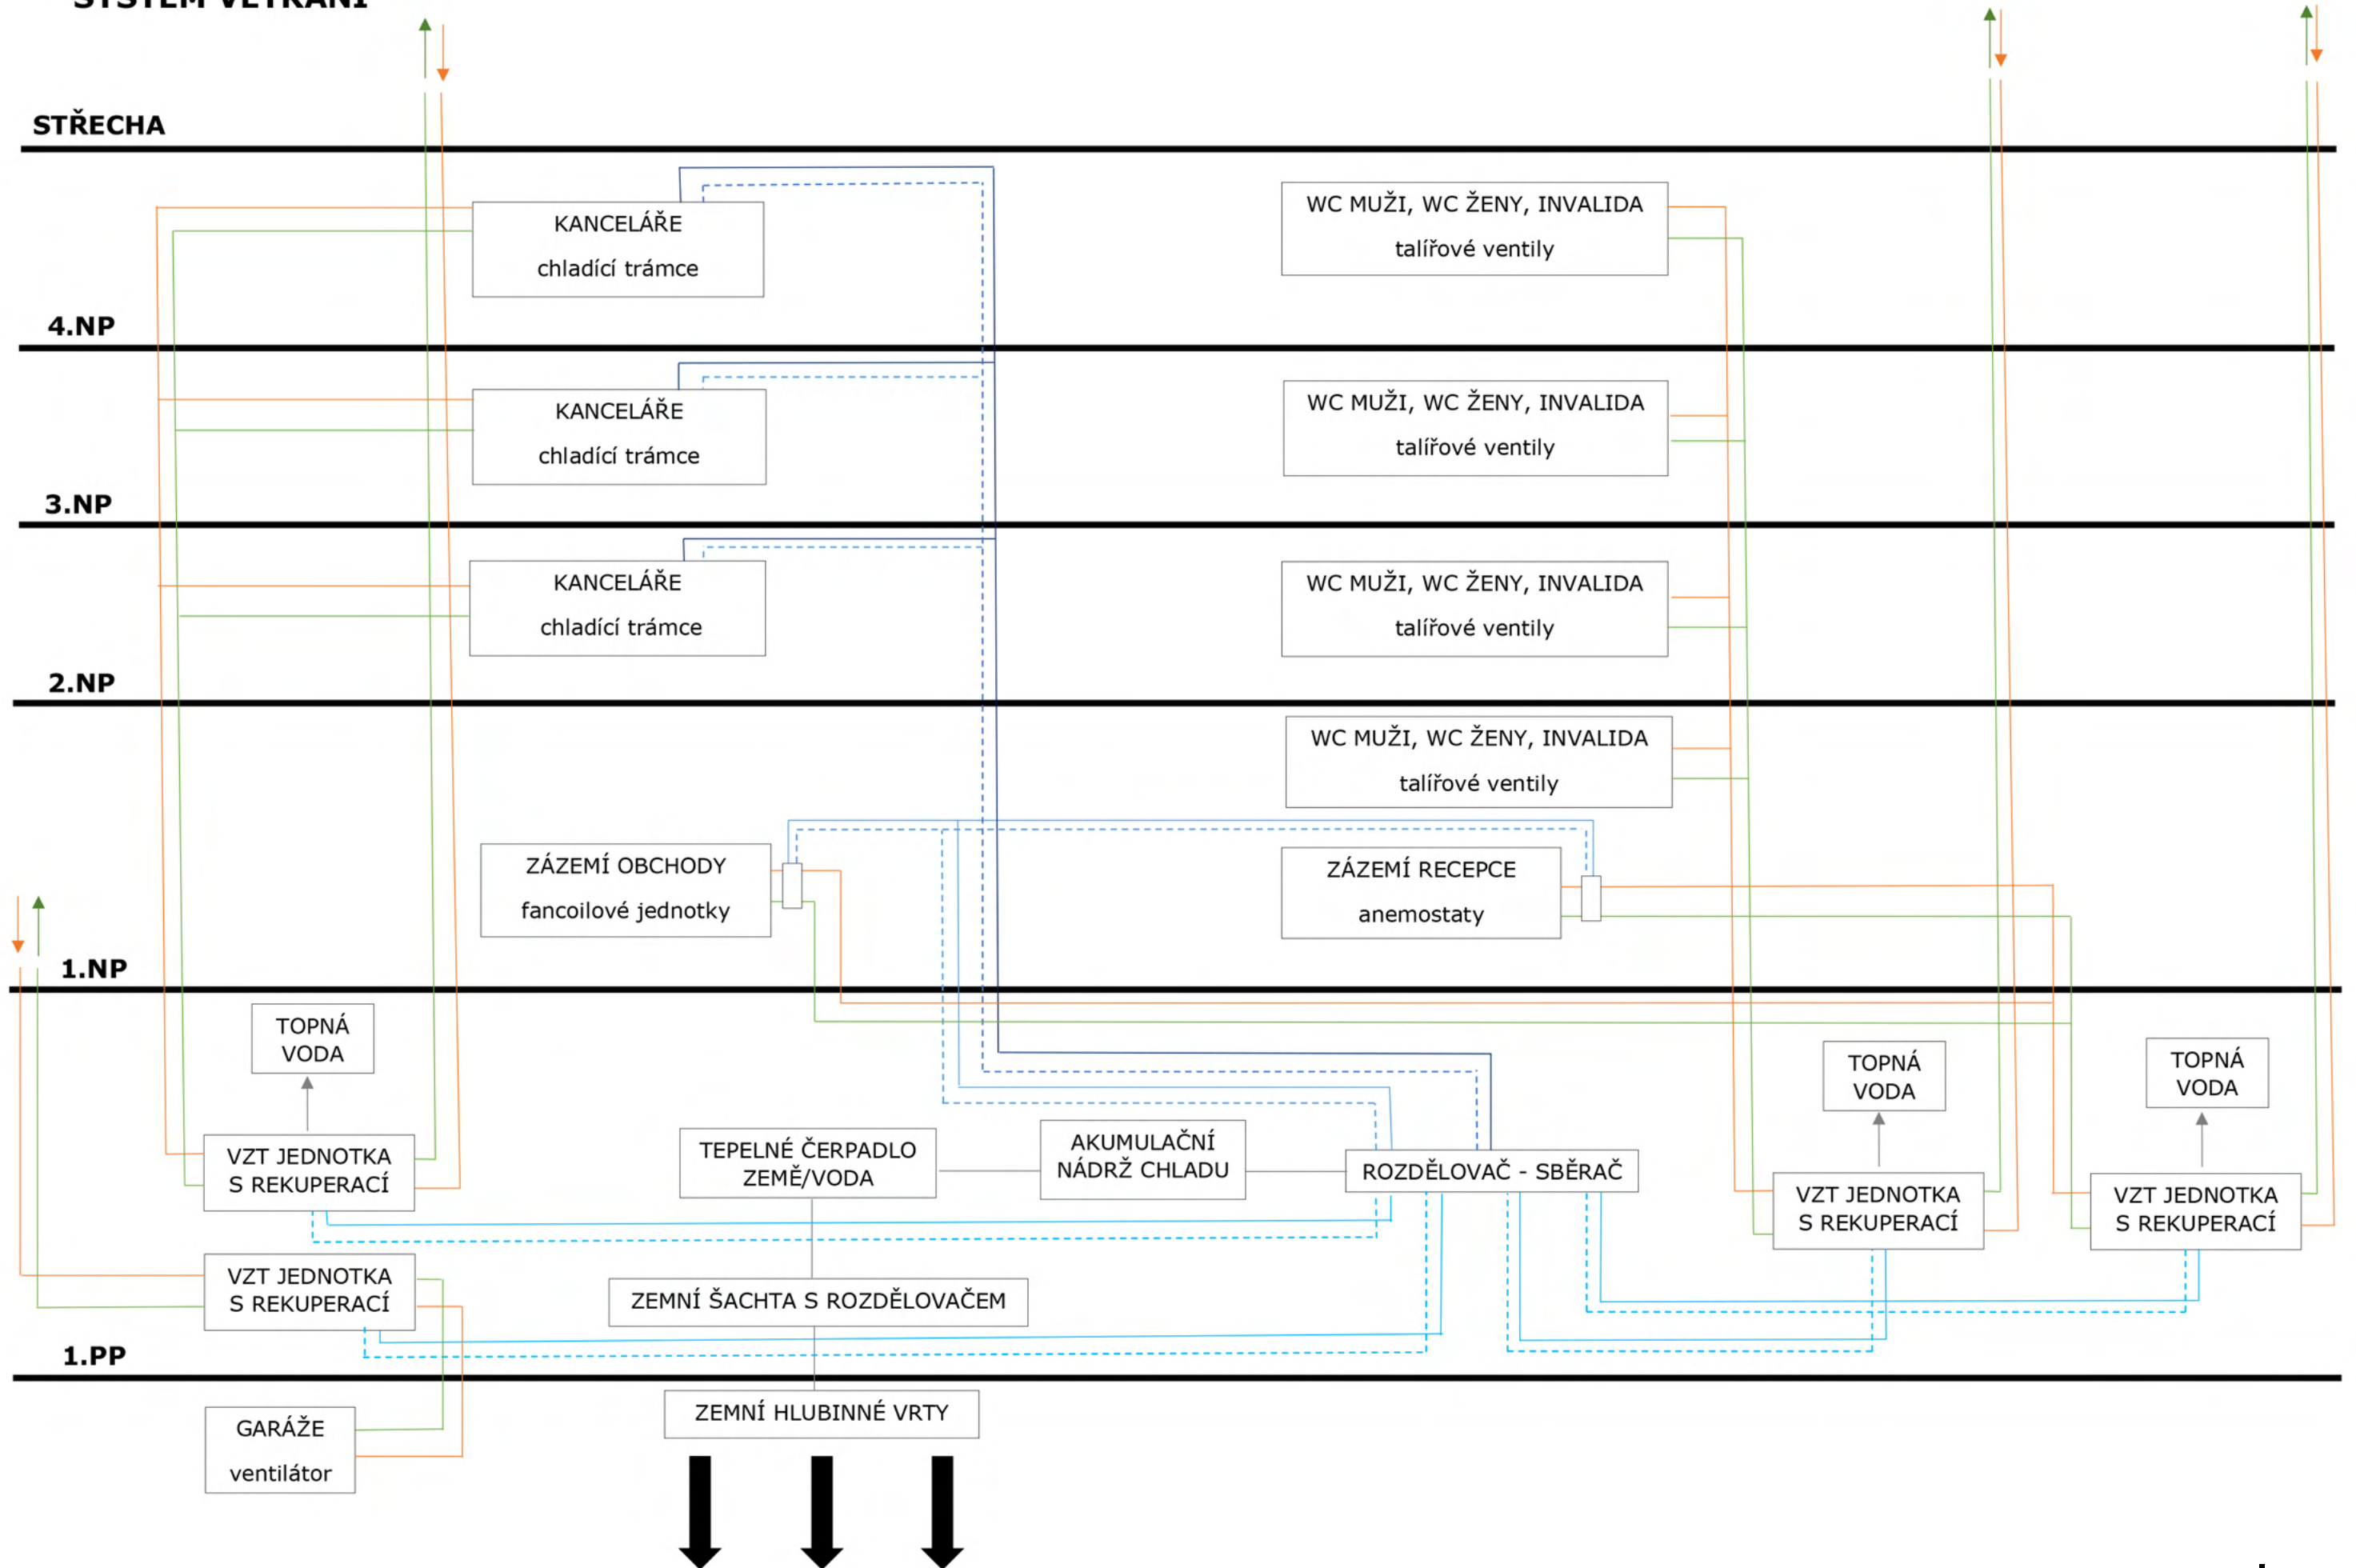 SYSTÉM VĚTRÁNÍ
STŘECHA
KANCELÁŘE
chladící trámce
WC MUŽI, WC ŽENY, INVALIDA
talířové ventily
4.NP
KANCELÁŘE
chladící trámce
WC MUŽI, WC ŽENY, INVALIDA
talířové ventily
3.NP
KANCELÁŘE
chladící trámce
WC MUŽI, WC ŽENY, INVALIDA
talířové ventily
2.NP
WC MUŽI, WC ŽENY, INVALIDA
talířové ventily
ZÁZEMÍ OBCHODY
fancoilové jednotky
ZÁZEMÍ RECEPCE
anemostaty
1.NP
TOPNÁ
VODA
TOPNÁ
VODA
TOPNÁ
VODA
VZT JEDNOTKA
S REKUPERACÍ
TEPELNÉ ČERPADLO
ZEMĚ/VODA
AKUMULAČNÍ
NÁDRŽ CHLADU
ROZDĚLOVAČ - SBĚRAČ
VZT JEDNOTKA
S REKUPERACÍ
VZT JEDNOTKA
S REKUPERACÍ
VZT JEDNOTKA
S REKUPERACÍ
ZEMNÍ ŠACHTA S ROZDĚLOVAČEM
1.PP
GARÁŽE
ventilátor
ZEMNÍ HLUBINNÉ VRTY